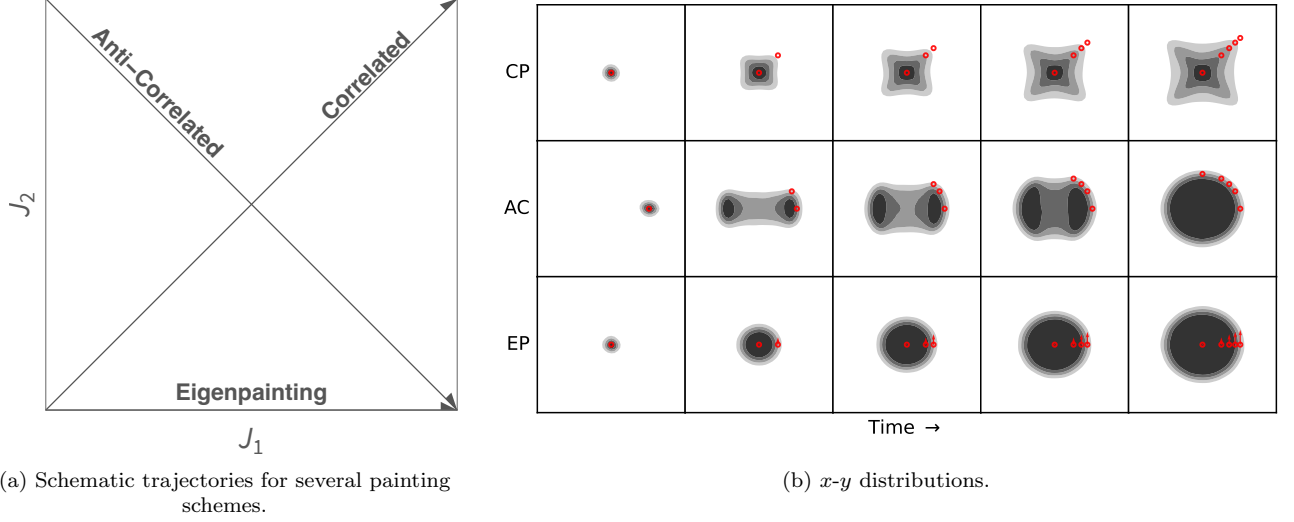 Anti−Correlated
Correlated
J2
Eigenpainting
J1
(a) Schematic trajectories for several painting
schemes.
CP
AC
EP
Time →
(b) x-y distributions.